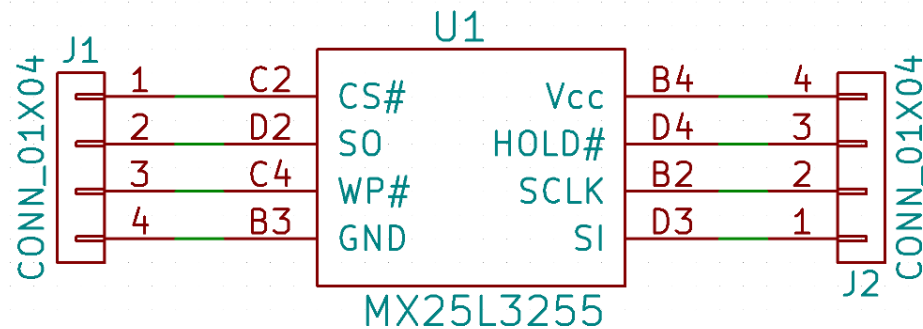 U1
J1
CONN_01X04
1 C2 CS# Vcc B4 4
2 D2 SO HOLD# D4 3
3 C4 WP# SCLK B2 2
4 B3 GND SI D3 1
CONN_01X04
J2
MX25L3255